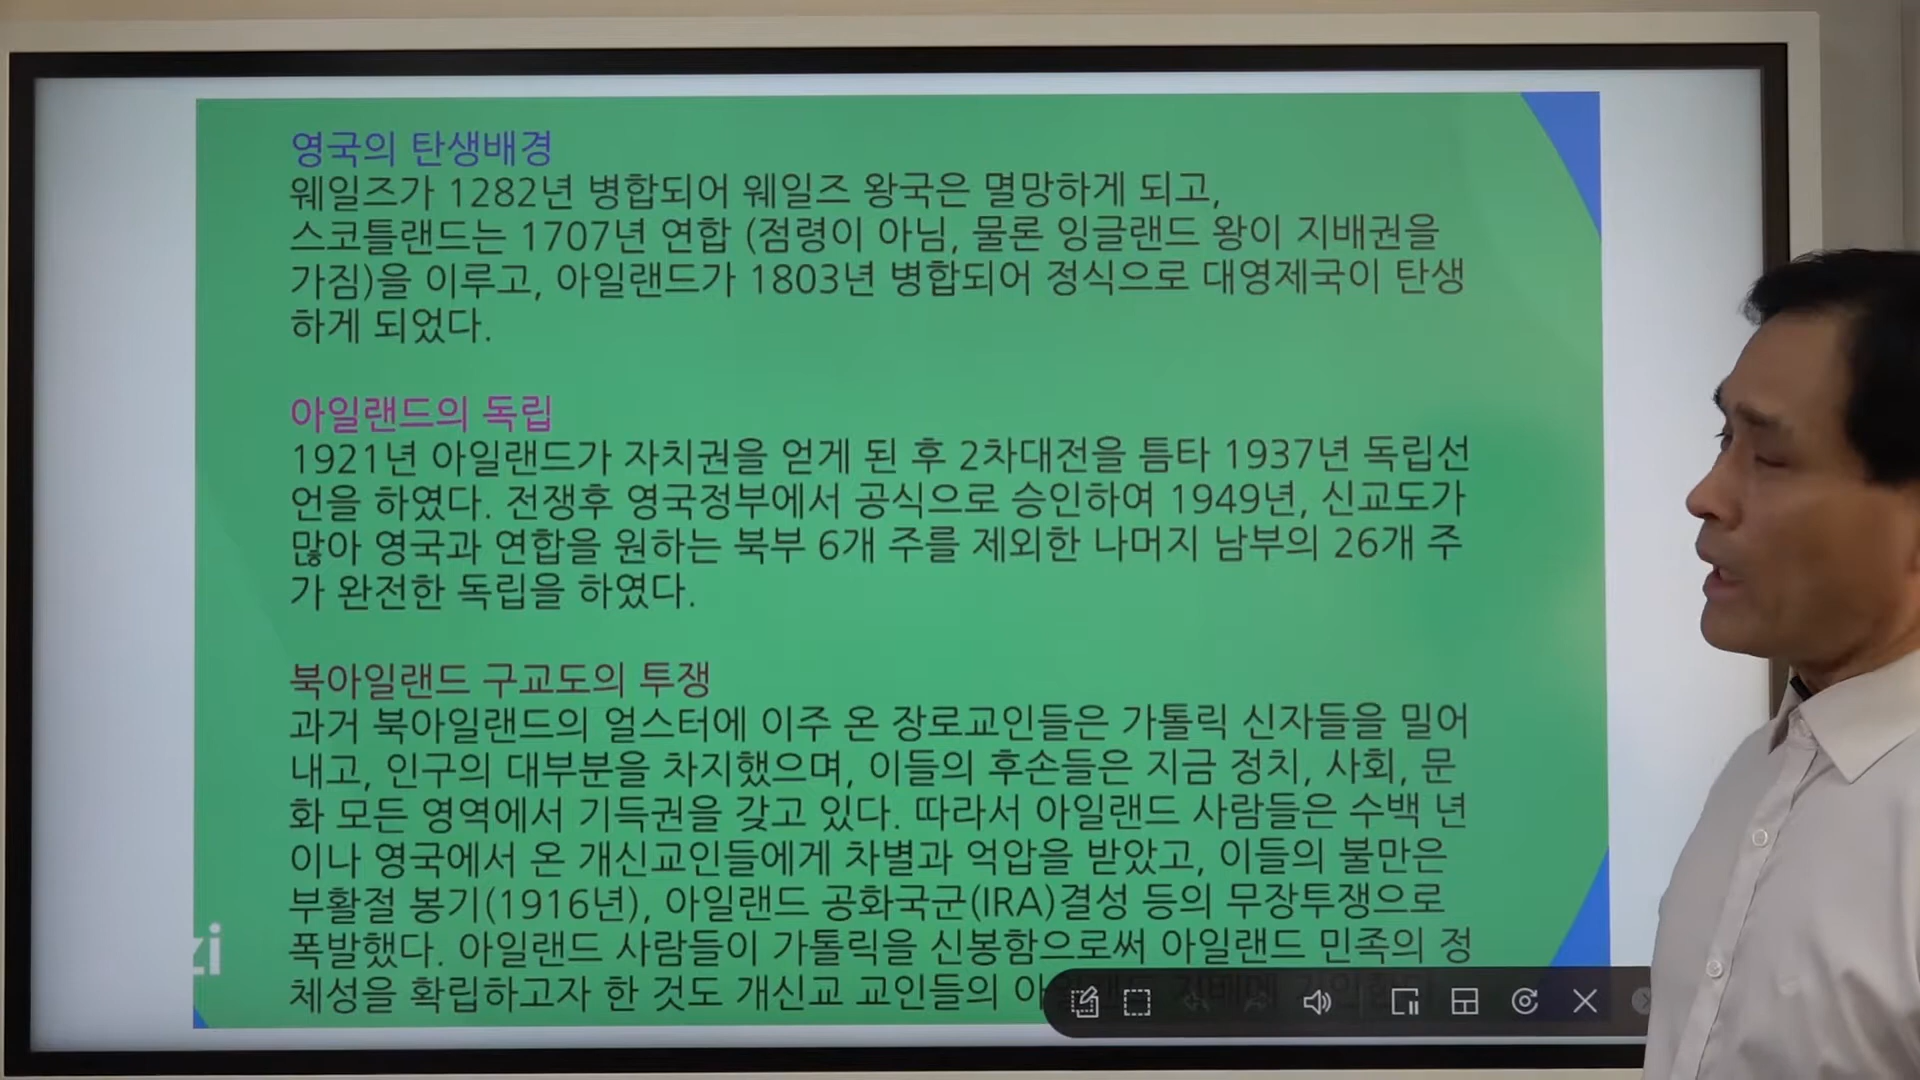 영국의 탄생배경
웨일즈가 1282년 병합되어 웨일즈 왕국은 멸망하게 되고,
스코틀랜드는 1707년 연합 (점령이 아님, 물론 잉글랜드 왕이 지배권을
가짐)을 이루고, 아일랜드가 1803년 병합되어 정식으로 대영제국이 탄생
하게 되었다.
아일랜드의 독립
1921년 아일랜드가 자치권을 얻게 된 후 2차대전을 틈타 1937년 독립선
언을 하였다. 전쟁후 영국정부에서 공식으로 승인하여 1949년, 신교도가
많아 영국과 연합을 원하는 북부 6개 주를 제외한 나머지 남부의 26개 주
가 완전한 독립을 하였다.
북아일랜드 구교도의 투쟁
과거 북아일랜드의 얼스터에 이주 온 장로교인들은 가톨릭 신자들을 밀어
내고, 인구의 대부분을 차지했으며, 이들의 후손들은 지금 정치, 사회, 문
화 모든 영역에서 기득권을 갖고 있다. 따라서 아일랜드 사람들은 수백 년
이나 영국에서 온 개신교인들에게 차별과 억압을 받았고, 이들의 불만은
부활절 봉기(1916년), 아일랜드 공화국군(IRA)결성 등의 무장투쟁으로
폭발했다. 아일랜드 사람들이 가톨릭을 신봉함으로써 아일랜드 민족의 정
체성을 확립하고자 한 것도 개신교 교인들의
zi